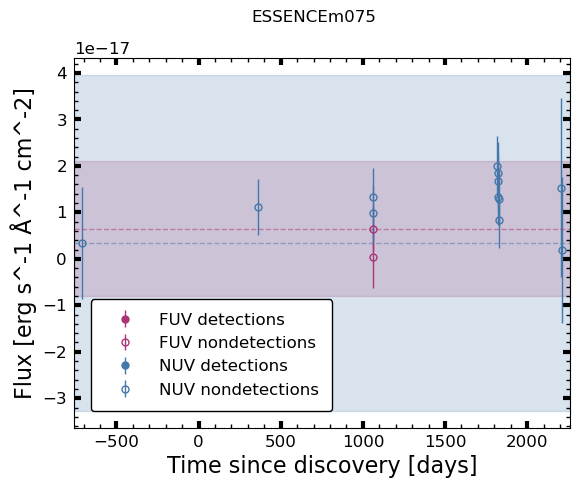 ESSENCEm075
1e−17
Flux [erg s^-1 Å^-1 cm^-2]
4
3
2
1
0
−1
−2
−3
FUV detections
FUV nondetections
NUV detections
NUV nondetections
−500 0 500 1000 1500 2000
Time since discovery [days]